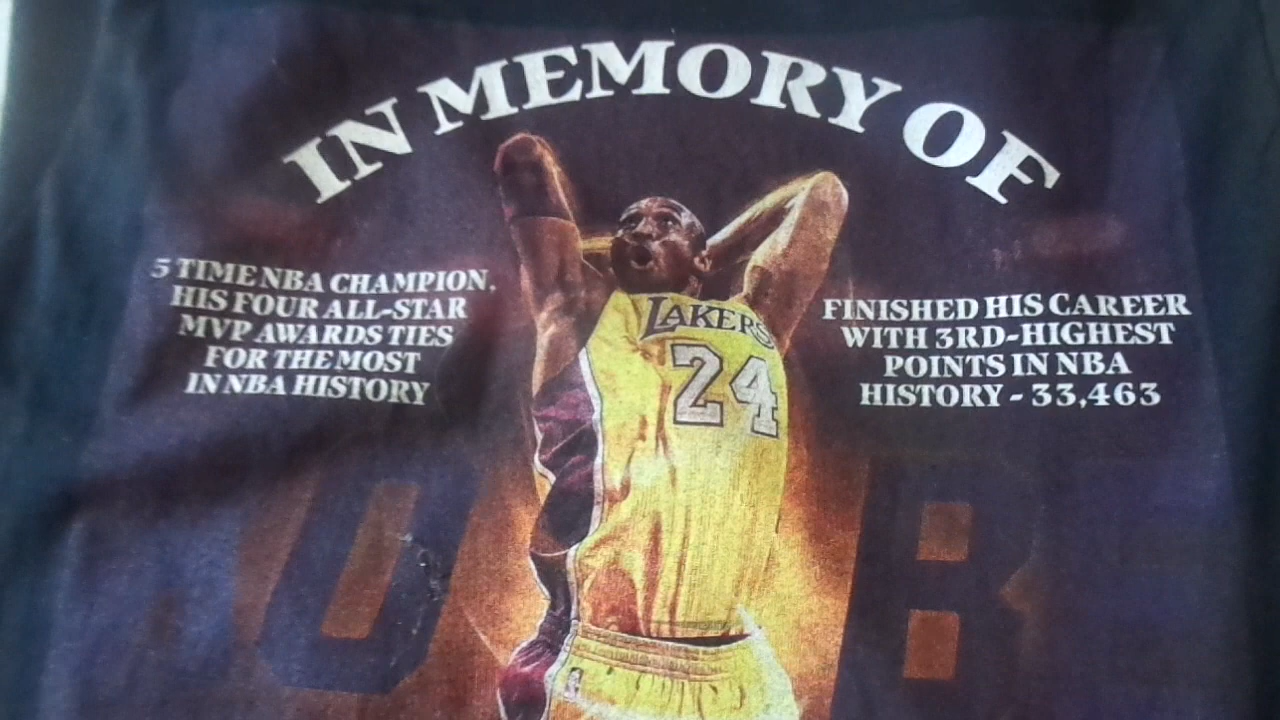 IN MEMORY OF
5 TIME NBA CHAMPION.
HIS FOUR ALL-STAR
MVP AWARDS TIES
FOR THE MOST
IN NBA HISTORY
FINISHED HIS CAREER
WITH 3RD-HIGHEST
POINTS IN NBA
HISTORY - 33,463
LAKERS
24
OB